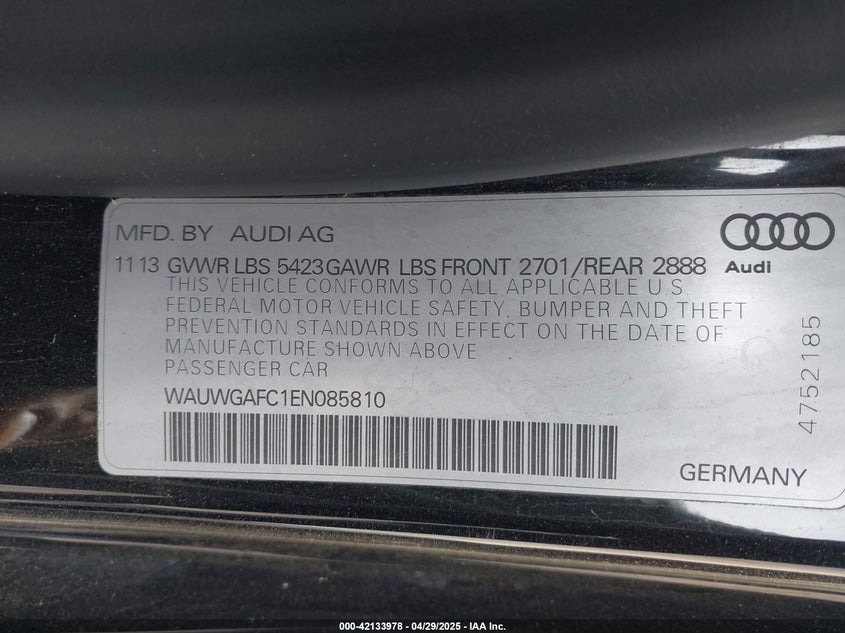 MFD. BY AUDI AG
11 13 GVWR LBS 5423 GAWR LBS FRONT 2701/REAR 2888
Audi
THIS VEHICLE CONFORMS TO ALL APPLICABLE U.S.
FEDERAL MOTOR VEHICLE SAFETY, BUMPER AND THEFT
PREVENTION STANDARDS IN EFFECT ON THE DATE OF
MANUFACTURE SHOWN ABOVE.
PASSENGER CAR
WAUWGAFC1EN085810
4752185
GERMANY
000-42133978 - 04/29/2025 - IAA Inc.